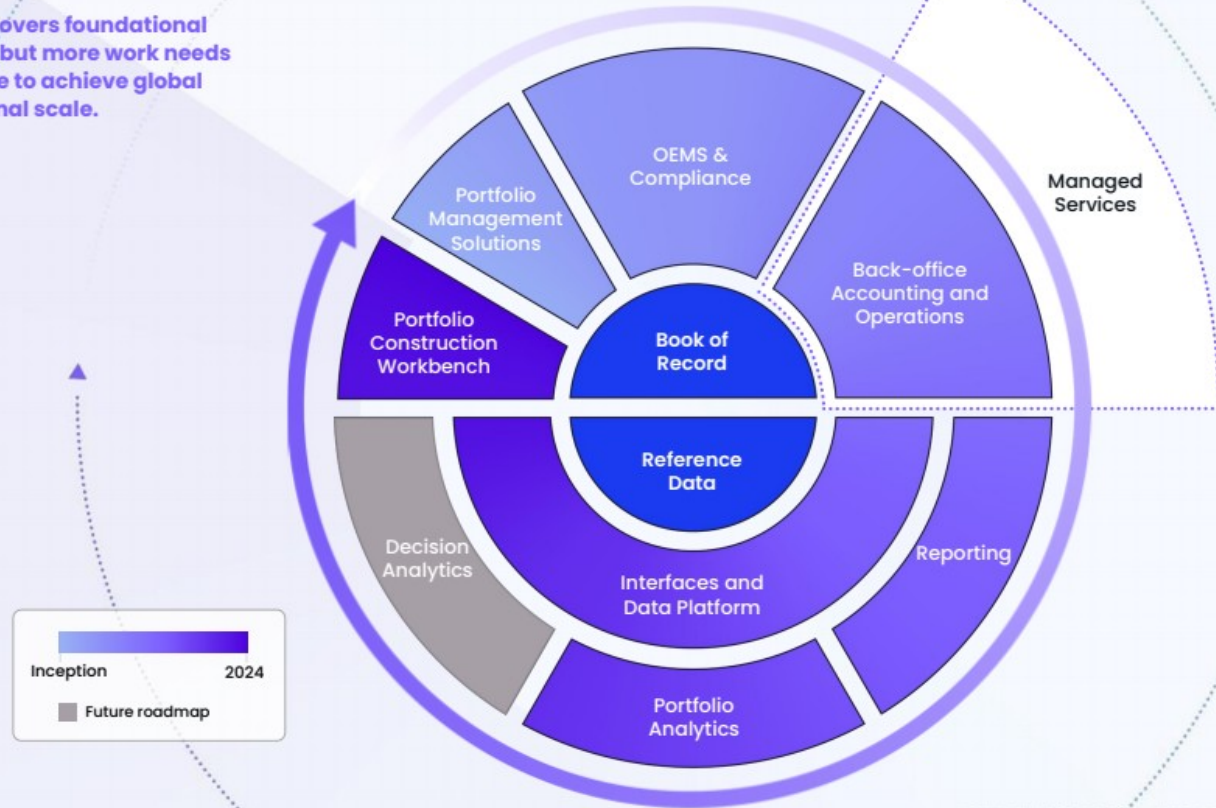 overs foundational
but more work needs
e to achieve global
nal scale.
OEMS &
Compliance
Portfolio
Management
Solutions
Managed
Services
Back-office
Accounting and
Operations
Portfolio
Construction
Workbench
Book of
Record
Reference
Data
Decision
Analytics
Reporting
Interfaces and
Data Platform
Portfolio
Analytics
Inception
2024
Future roadmap